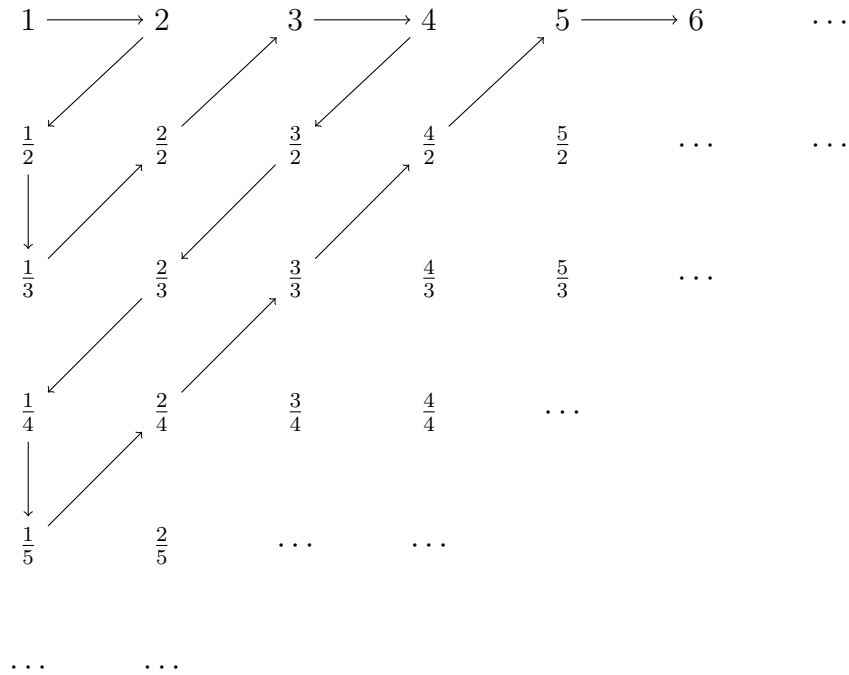 1 2 3 4 5 6 ⋯
1/2 2/2 3/2 4/2 5/2 ⋯ ⋯
1/3 2/3 3/3 4/3 5/3 ⋯
1/4 2/4 3/4 4/4 ⋯
1/5 2/5 ⋯ ⋯
⋯ ⋯